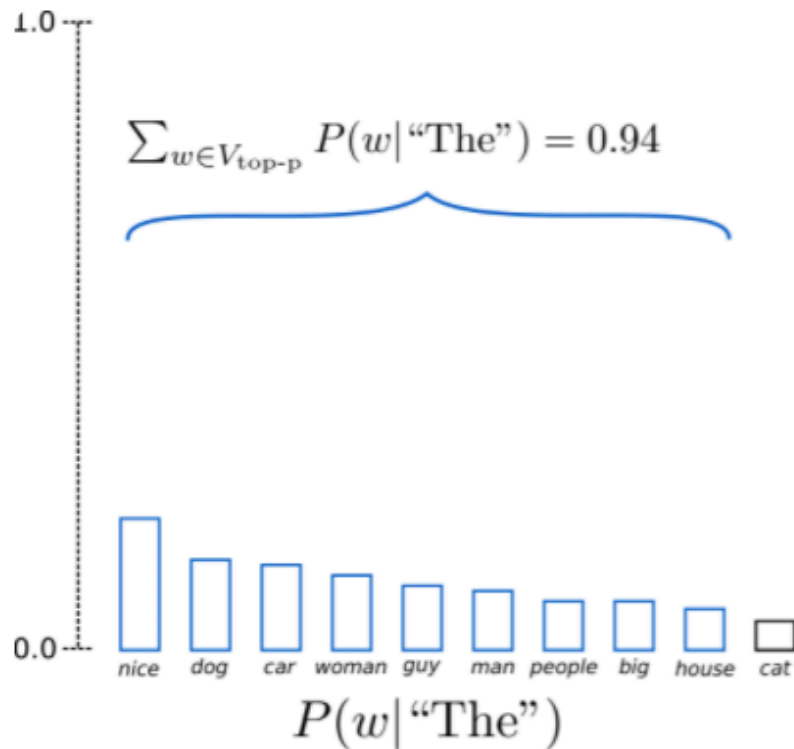 1.0
∑w∈Vtop-p P(w|“The”) = 0.94
0.0
nice dog car woman guy man people big house cat
P(w|“The”)